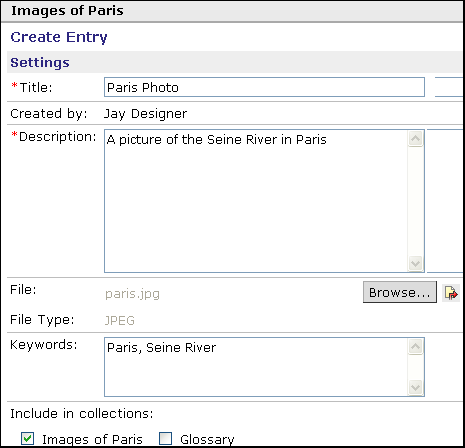 Images of Paris
Create Entry
Settings
*Title: Paris Photo
Created by: Jay Designer
*Description: A picture of the Seine River in Paris
File: paris.jpg Browse...
File Type: JPEG
Keywords: Paris, Seine River
Include in collections:
Images of Paris Glossary